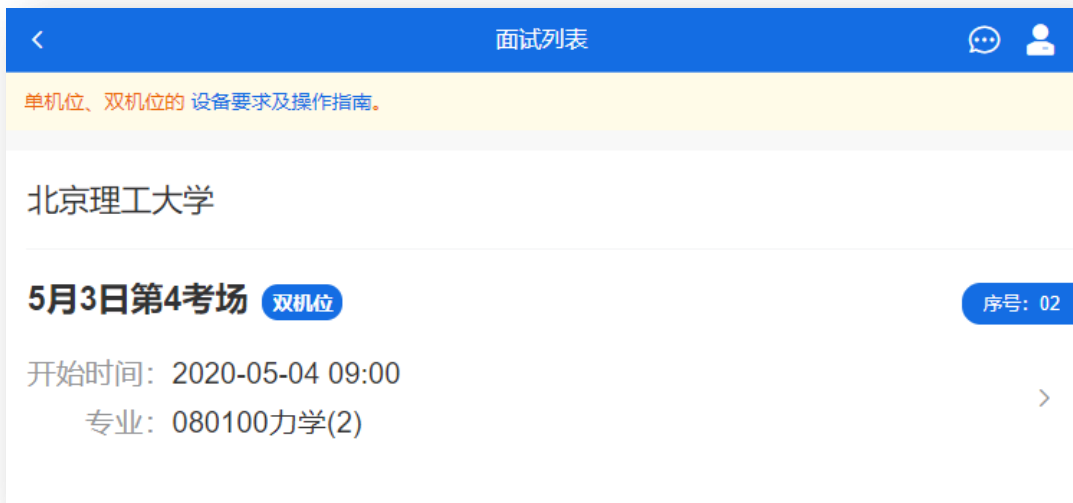 面试列表
单机位、双机位的 设备要求及操作指南。
北京理工大学
5月3日第4考场 双机位 序号：02
开始时间：2020-05-04 09:00
专业：080100力学(2)